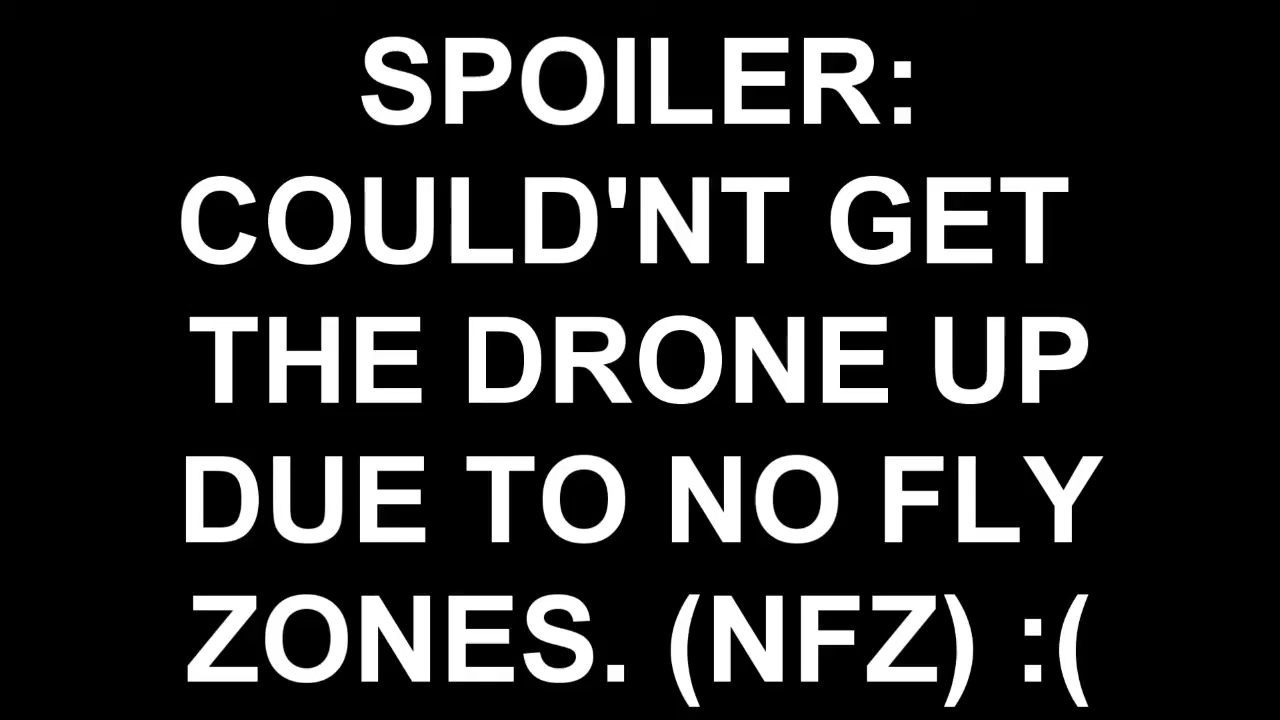 SPOILER:
COULD'NT GET
THE DRONE UP
DUE TO NO FLY
ZONES. (NFZ) :(